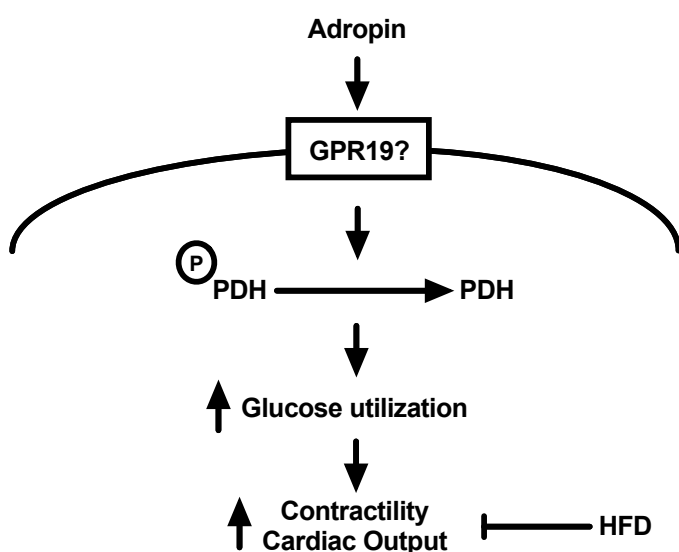 Adropin
GPR19?
P
PDH PDH
Glucose utilization
Contractility
Cardiac Output
HFD